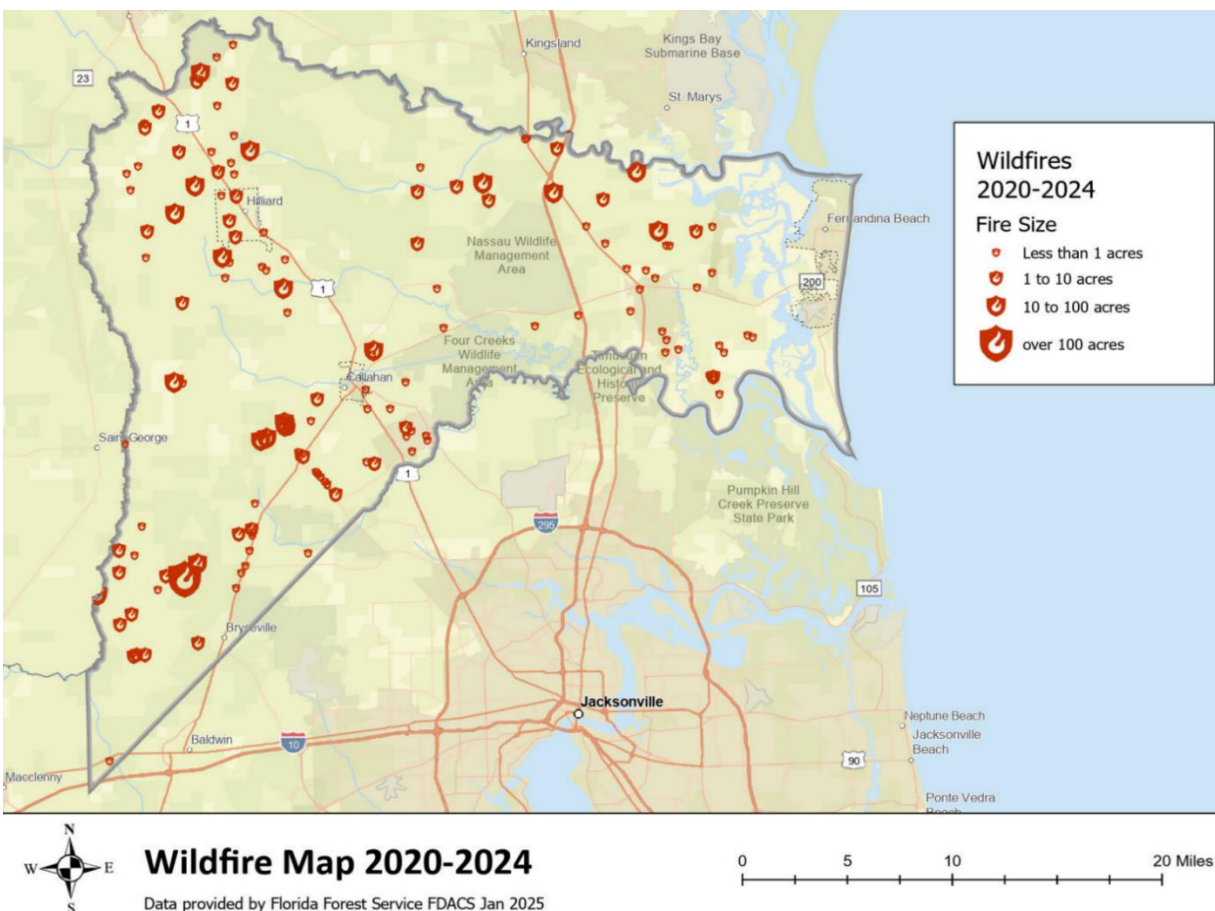 Kingsland
Kings Bay
Submarine Base
23
St Marys
1
Wildfires
2020-2024
Fire Size
Less than 1 acres
1 to 10 acres
10 to 100 acres
over 100 acres
Hilliard
Fernandina Beach
Nassau Wildlife
Management
Area
1
200
Four Creeks
Wildlife
Management
Area
Timucuan
Ecological and
Historic
Preserve
Callahan
Saint George
1
Pumpkin Hill
Creek Preserve
State Park
295
105
Bryceville
Jacksonville
Neptune Beach
Jacksonville
Beach
Baldwin
10
90
Macclenny
Ponte Vedra
Beach
N
W E
S
Wildfire Map 2020-2024
0 5 10 20 Miles
Data provided by Florida Forest Service FDACS Jan 2025